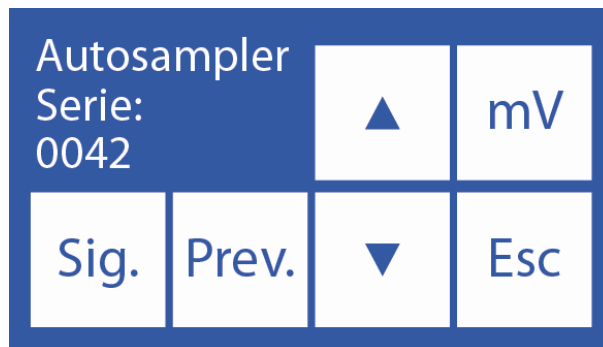 Autosampler
Serie:
0042
▲
mV
Sig.
Prev.
▼
Esc